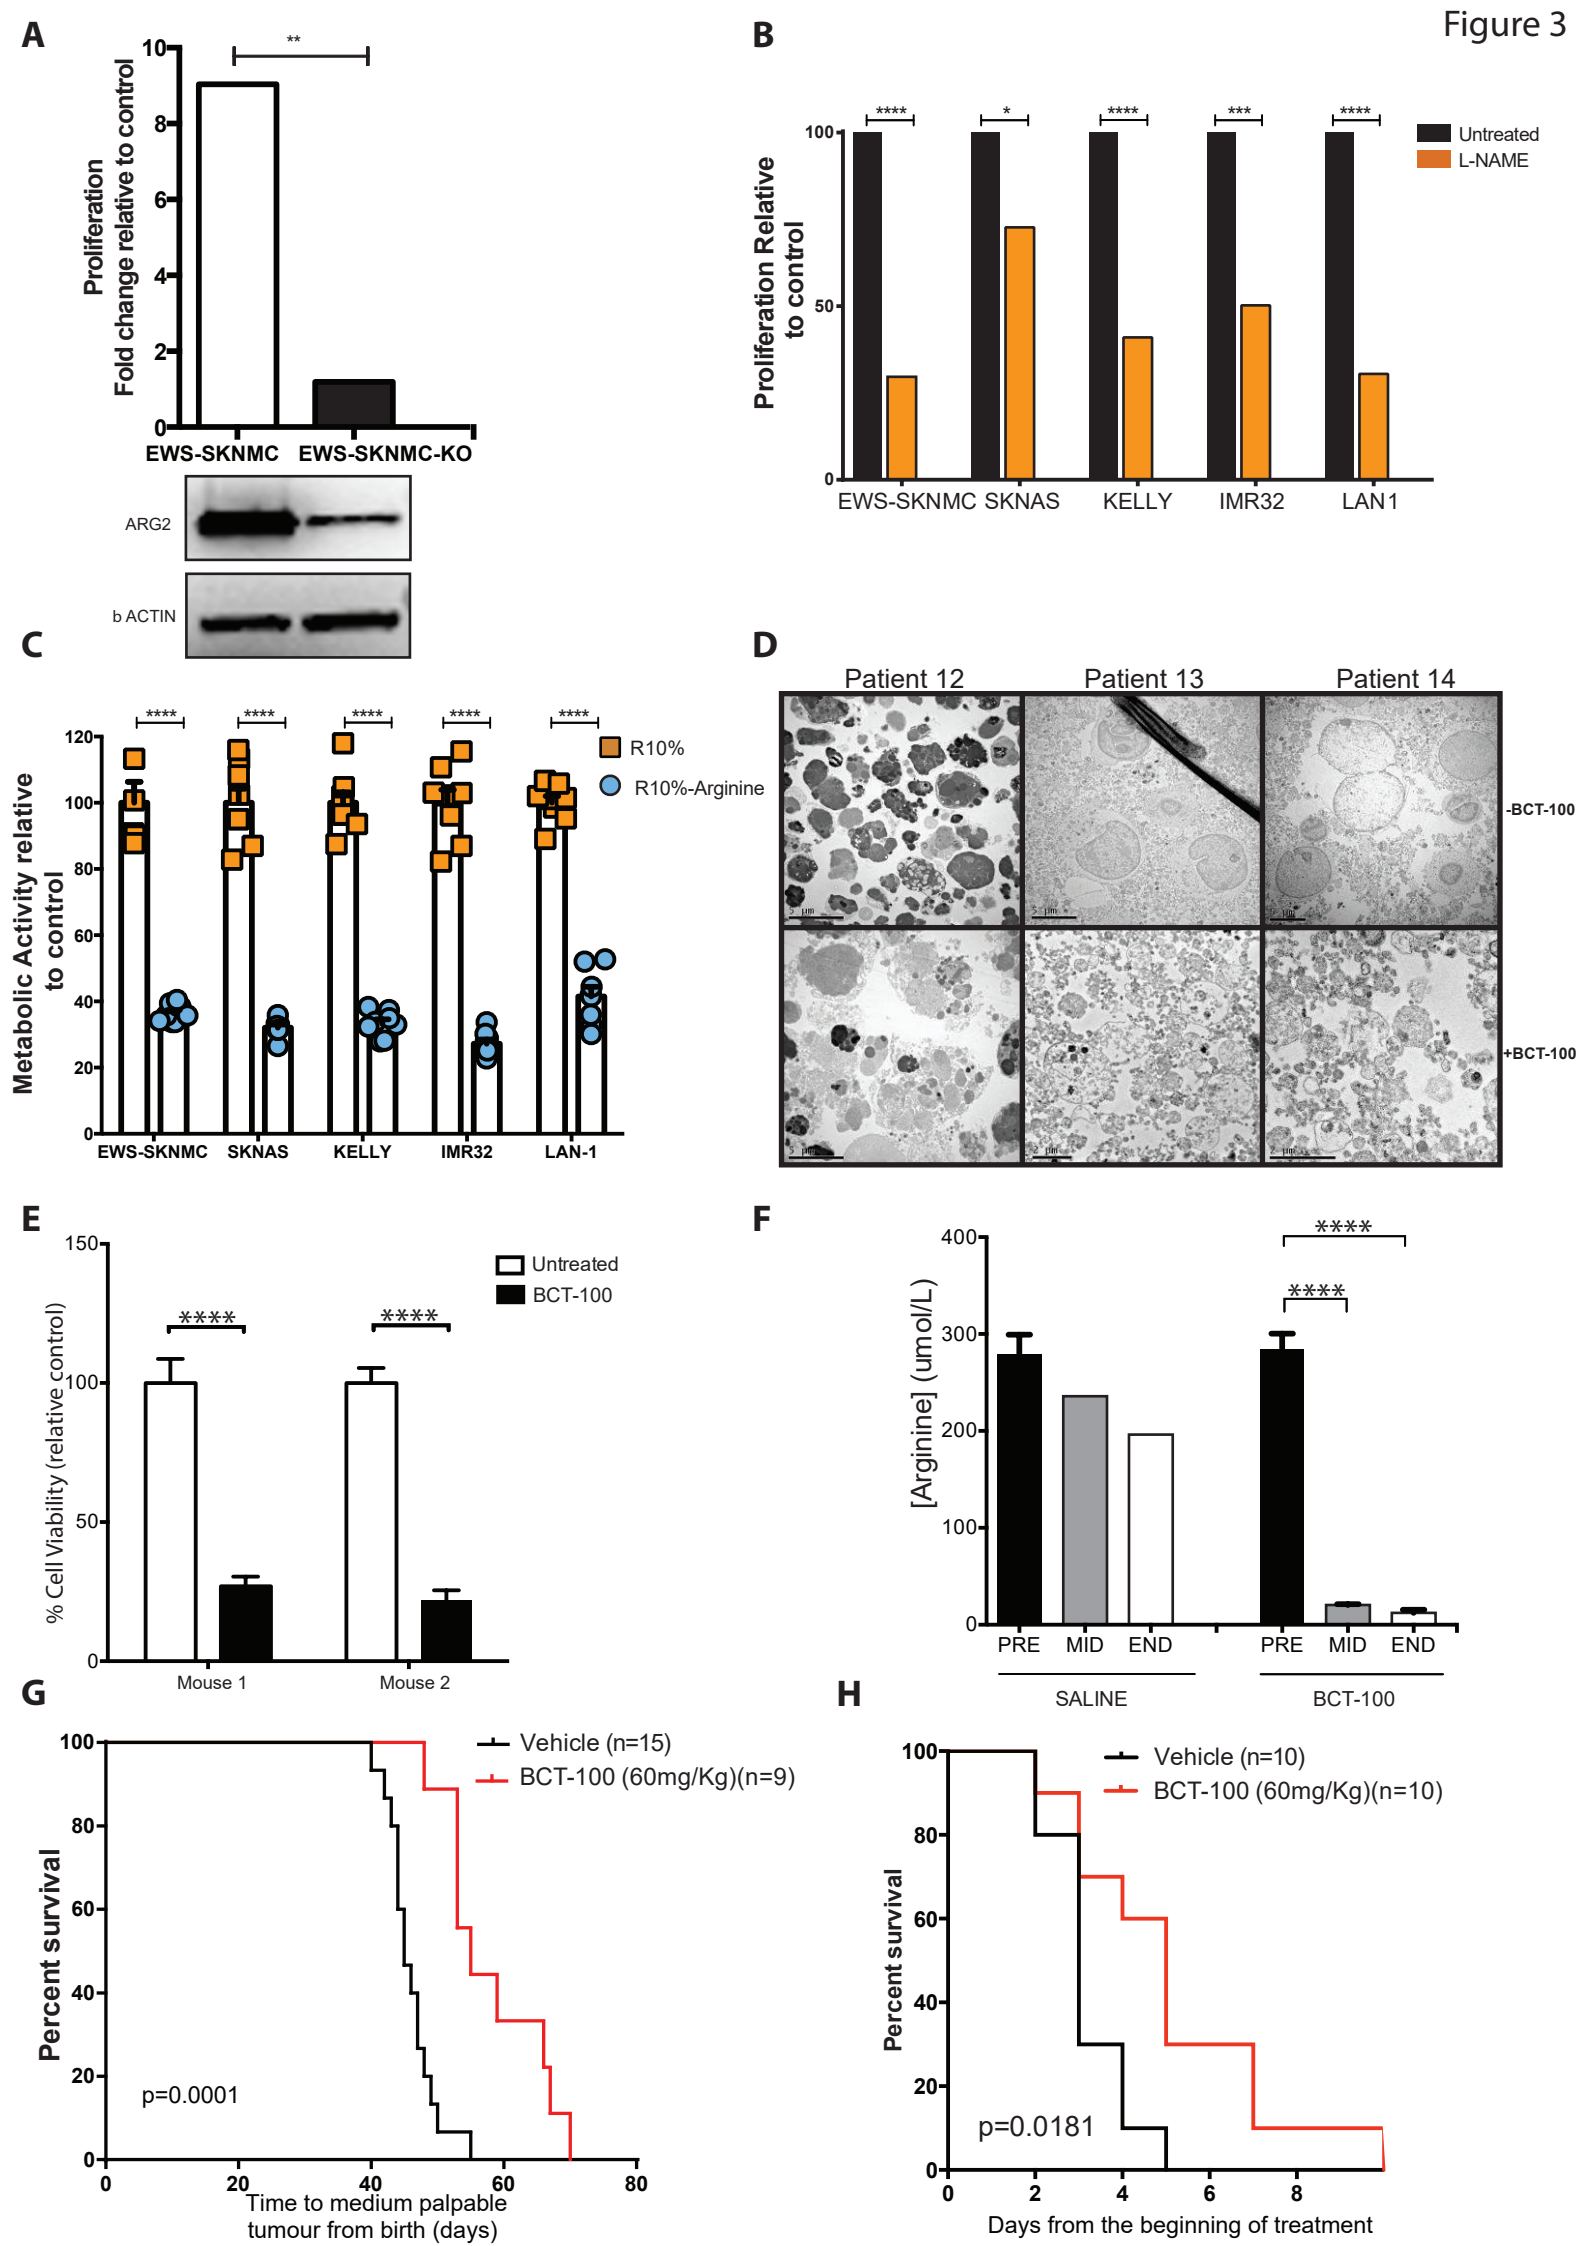 Figure 3
A
**
Proliferation
Fold change relative to control
10
8
6
4
2
0
EWS-SKNMC EWS-SKNMC-KO
ARG2
b ACTIN
B
**** * **** *** ****
Untreated
L-NAME
Proliferation Relative
to control
100
50
0
EWS-SKNMC SKNAS KELLY IMR32 LAN1
C
**** **** **** **** ****
R10%
R10%-Arginine
Metabolic Activity relative
to control
120
100
80
60
40
20
0
EWS-SKNMC SKNAS KELLY IMR32 LAN-1
D
Patient 12 Patient 13 Patient 14
-BCT-100
+BCT-100
5 µm
E
**** ****
Untreated
BCT-100
% Cell Viability (relative control)
150
100
50
0
Mouse 1 Mouse 2
F
****
****
[Arginine] (umol/L)
400
300
200
100
0
PRE MID END PRE MID END
SALINE BCT-100
G
Vehicle (n=15)
BCT-100 (60mg/Kg)(n=9)
Percent survival
100
80
60
40
20
0
p=0.0001
0 20 40 60 80
Time to medium palpable
tumour from birth (days)
H
Vehicle (n=10)
BCT-100 (60mg/Kg)(n=10)
Percent survival
100
80
60
40
20
0
p=0.0181
0 2 4 6 8
Days from the beginning of treatment